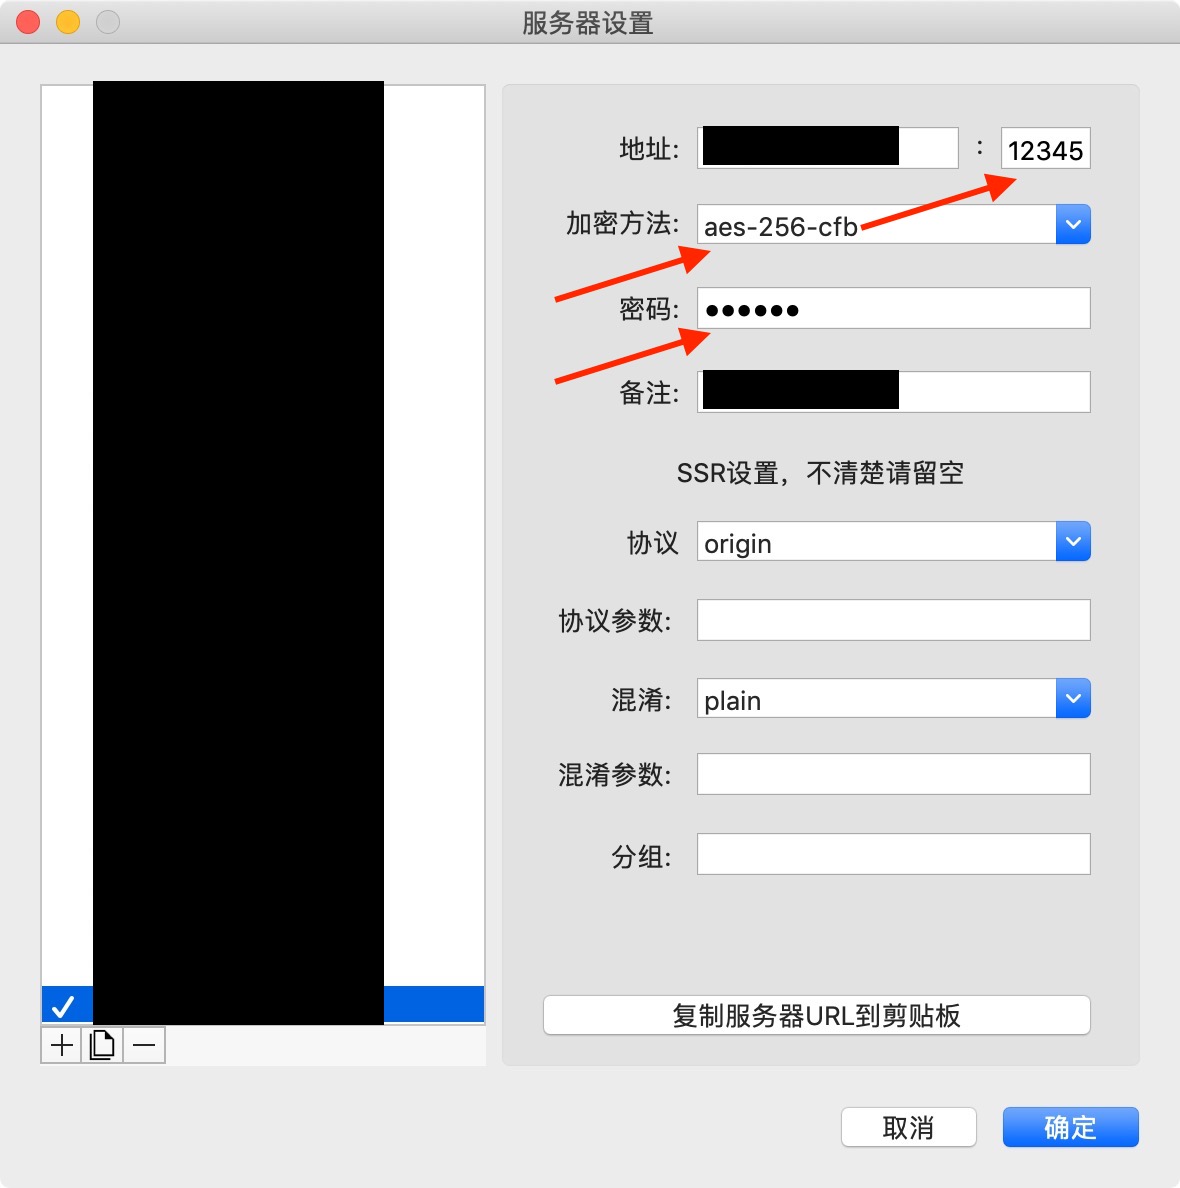 服务器设置
地址: : 12345
加密方法: aes-256-cfb
密码: ●●●●●●
备注:
SSR设置，不清楚请留空
协议 origin
协议参数:
混淆: plain
混淆参数:
分组:
复制服务器URL到剪贴板
取消 确定